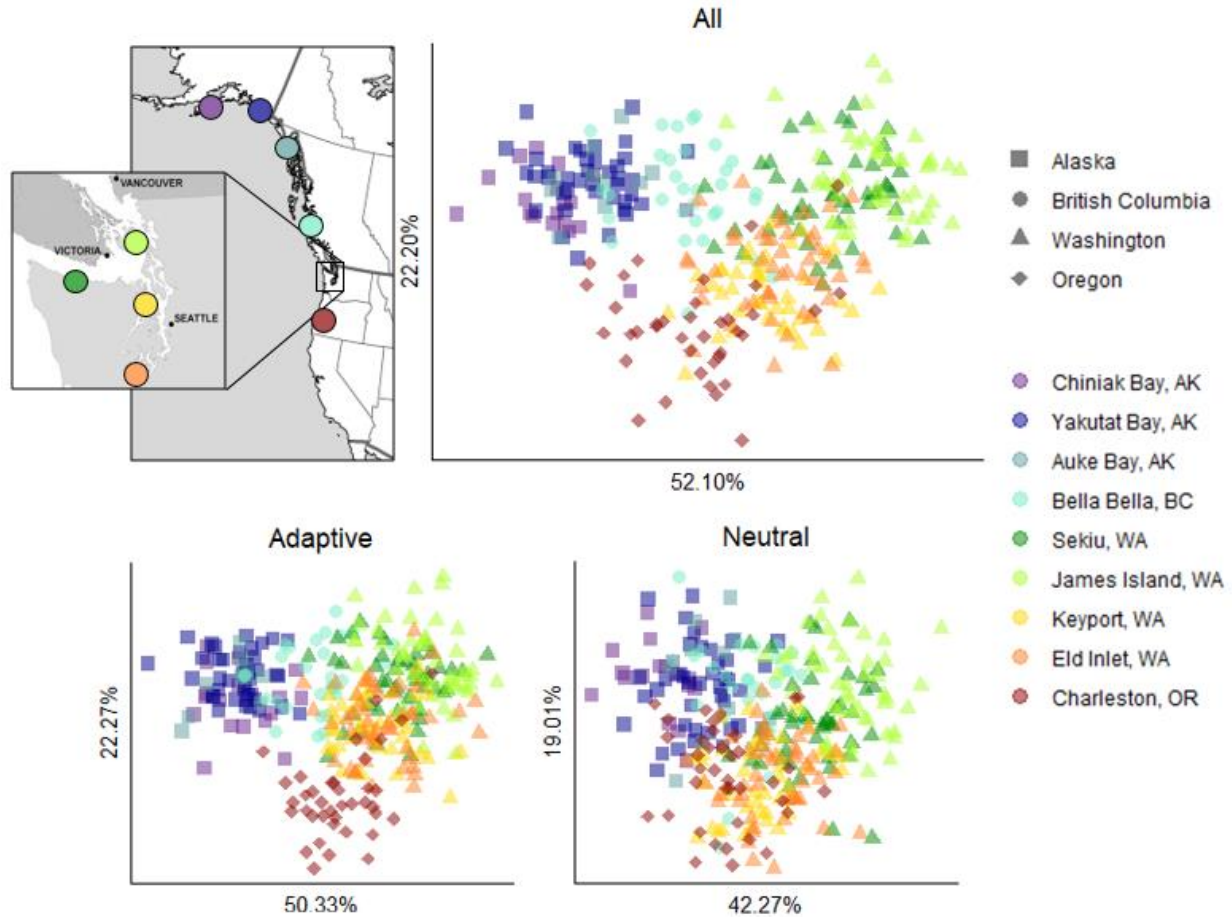 All
VANCOUVER
VICTORIA
SEATTLE
22.20%
52.10%
Alaska
British Columbia
Washington
Oregon
Chiniak Bay, AK
Yakutat Bay, AK
Auke Bay, AK
Bella Bella, BC
Sekiu, WA
James Island, WA
Keyport, WA
Eld Inlet, WA
Charleston, OR
Adaptive
22.27%
50.33%
Neutral
19.01%
42.27%